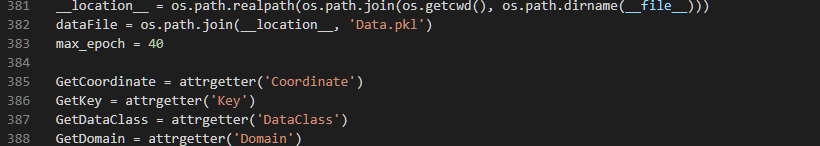 381 __location__ = os.path.realpath(os.path.join(os.getcwd(), os.path.dirname(__file__)))
382 dataFile = os.path.join(__location__, 'Data.pkl')
383 max_epoch = 40
384
385 GetCoordinate = attrgetter('Coordinate')
386 GetKey = attrgetter('Key')
387 GetDataClass = attrgetter('DataClass')
388 GetDomain = attrgetter('Domain')